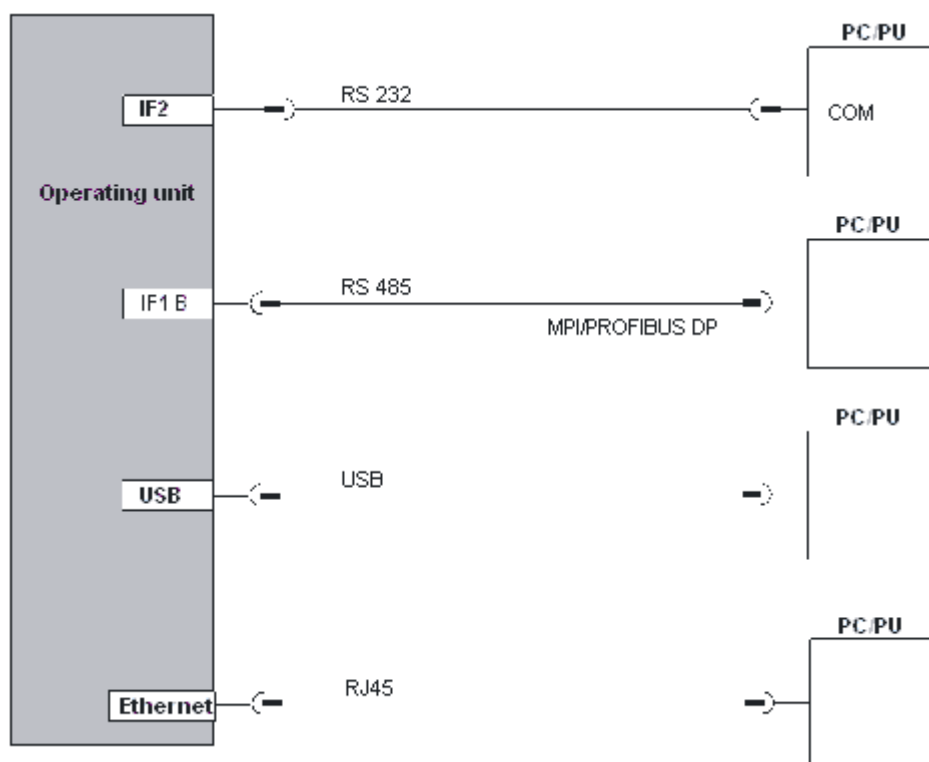 PC/PU
IF2
RS 232
COM
Operating unit
PC/PU
IF1 B
RS 485
MPI/PROFIBUS DP
PC/PU
USB
USB
PC/PU
Ethernet
RJ45